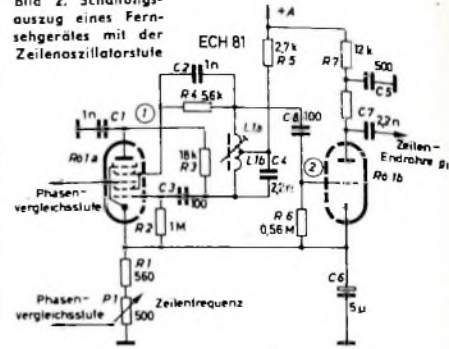 Bild 2. Schaltungs-
auszug eines Fern-
sehgerätes mit der
Zeilenoszillatorstufe
+A
ECH 81
C2 1n
R4 56k
2,7k
R5
12k
R7
500
C5
1n C1
1
L1a
L1b
C8 100
C7
2,2n
Zeilen-
Endröhre g1
Rö1a
18k
R3
C4
2,2n
2
Rö1b
Phasen-
vergleichsstufe
C3
100
R2
1M
R6
0,56M
R1
560
C6
5µ
Phasen-
vergleichsstufe
P1
500
Zeilenfrequenz